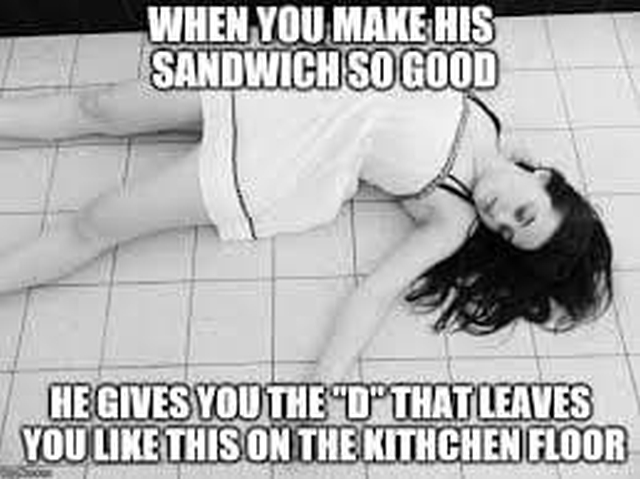 WHEN YOU MAKE HIS
SANDWICH SO GOOD
HE GIVES YOU THE "D" THAT LEAVES
YOU LIKE THIS ON THE KITHCHEN FLOOR